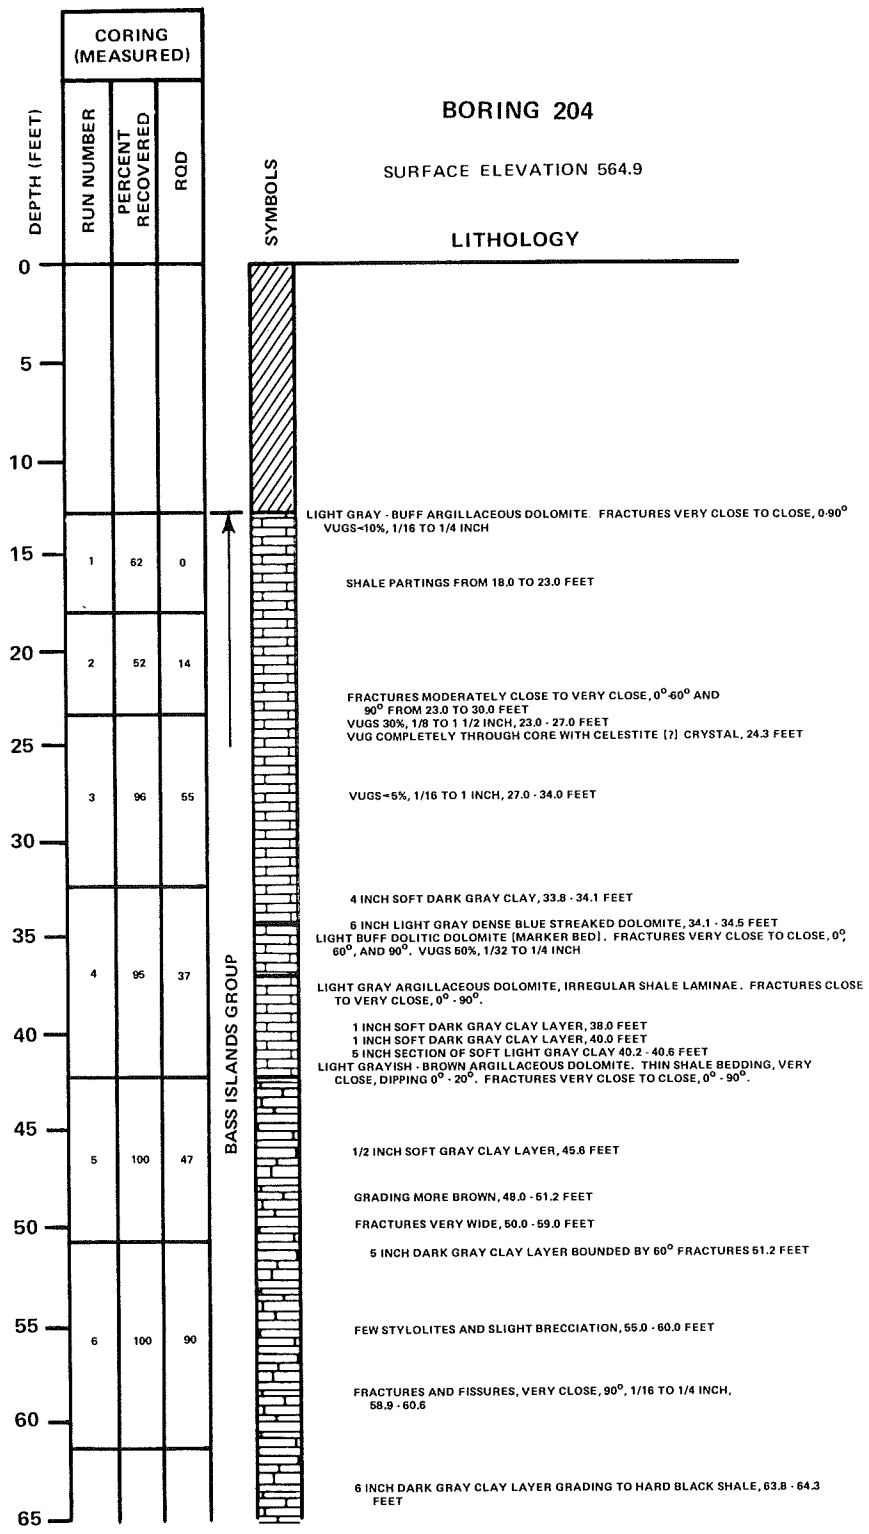 CORING
(MEASURED)
DEPTH (FEET)
RUN NUMBER
PERCENT
RECOVERED
RQD
SYMBOLS
BORING 204
SURFACE ELEVATION 564.9
LITHOLOGY
0
5
10
LIGHT GRAY - BUFF ARGILLACEOUS DOLOMITE. FRACTURES VERY CLOSE TO CLOSE, 0-90°
VUGS<10%, 1/16 TO 1/4 INCH
15
1 62 0
SHALE PARTINGS FROM 18.0 TO 23.0 FEET
20
2 52 14
FRACTURES MODERATELY CLOSE TO VERY CLOSE, 0°-60° AND
90° FROM 23.0 TO 30.0 FEET
VUGS 30%, 1/8 TO 1 1/2 INCH, 23.0 - 27.0 FEET
VUG COMPLETELY THROUGH CORE WITH CELESTITE [?] CRYSTAL, 24.3 FEET
25
3 96 55
VUGS<5%, 1/16 TO 1 INCH, 27.0 - 34.0 FEET
30
4 INCH SOFT DARK GRAY CLAY, 33.8 - 34.1 FEET
6 INCH LIGHT GRAY DENSE BLUE STREAKED DOLOMITE, 34.1 - 34.5 FEET
35
LIGHT BUFF DOLITIC DOLOMITE [MARKER BED]. FRACTURES VERY CLOSE TO CLOSE, 0°,
60°, AND 90°. VUGS 50%, 1/32 TO 1/4 INCH
4 95 37
LIGHT GRAY ARGILLACEOUS DOLOMITE, IRREGULAR SHALE LAMINAE. FRACTURES CLOSE
TO VERY CLOSE, 0° - 90°.
BASS ISLANDS GROUP
1 INCH SOFT DARK GRAY CLAY LAYER, 38.0 FEET
40
1 INCH SOFT DARK GRAY CLAY LAYER, 40.0 FEET
5 INCH SECTION OF SOFT LIGHT GRAY CLAY 40.2 - 40.6 FEET
LIGHT GRAYISH - BROWN ARGILLACEOUS DOLOMITE. THIN SHALE BEDDING, VERY
CLOSE, DIPPING 0° - 20°. FRACTURES VERY CLOSE TO CLOSE, 0° - 90°.
45
1/2 INCH SOFT GRAY CLAY LAYER, 45.6 FEET
5 100 47
GRADING MORE BROWN, 48.0 - 51.2 FEET
50
FRACTURES VERY WIDE, 50.0 - 59.0 FEET
5 INCH DARK GRAY CLAY LAYER BOUNDED BY 60° FRACTURES 51.2 FEET
55
FEW STYLOLITES AND SLIGHT BRECCIATION, 55.0 - 60.0 FEET
6 100 90
FRACTURES AND FISSURES, VERY CLOSE, 90°, 1/16 TO 1/4 INCH,
58.9 - 60.6
60
6 INCH DARK GRAY CLAY LAYER GRADING TO HARD BLACK SHALE, 63.8 - 64.3
FEET
65